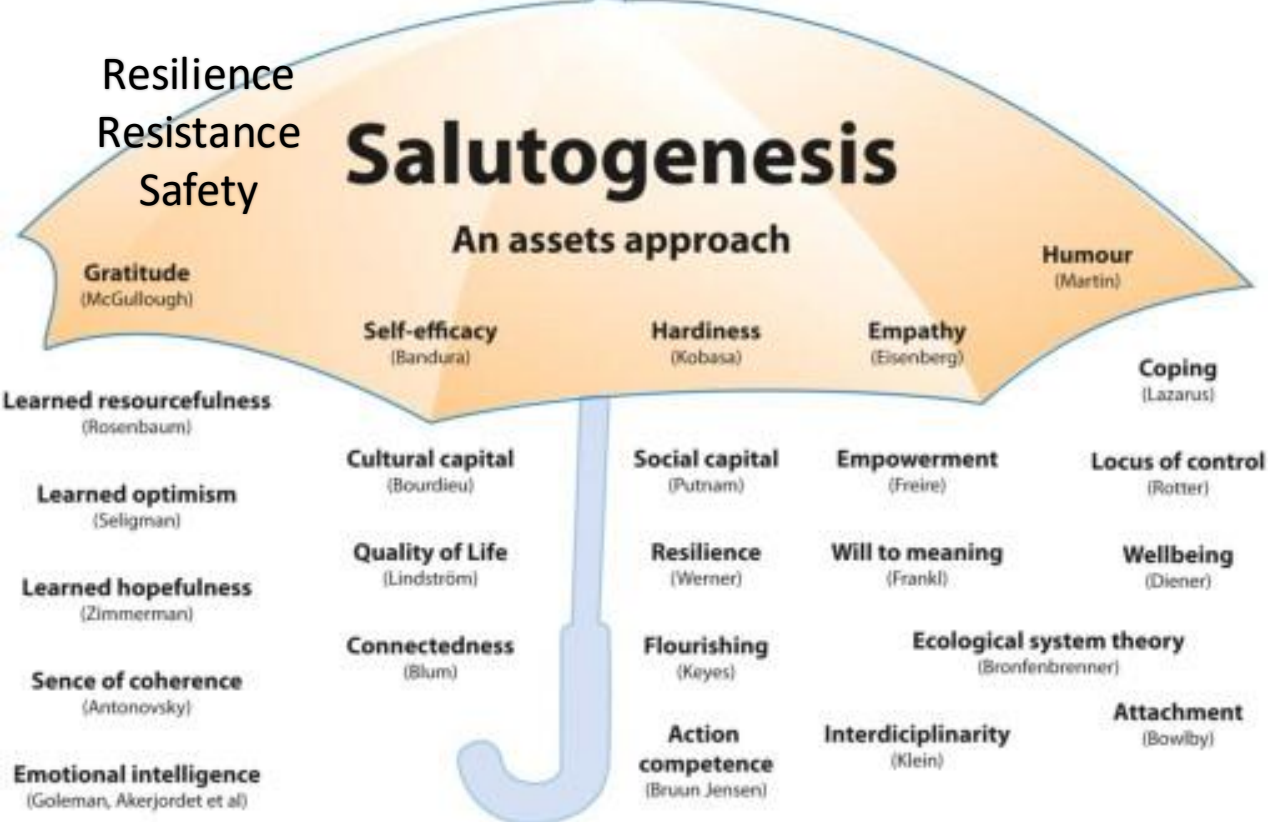 Resilience
Resistance
Safety
Salutogenesis
An assets approach
Gratitude
(McGullough)
Humour
(Martin)
Self-efficacy
(Bandura)
Hardiness
(Kobasa)
Empathy
(Eisenberg)
Coping
(Lazarus)
Learned resourcefulness
(Rosenbaum)
Cultural capital
(Bourdieu)
Social capital
(Putnam)
Empowerment
(Freire)
Locus of control
(Rotter)
Learned optimism
(Seligman)
Quality of Life
(Lindström)
Resilience
(Werner)
Will to meaning
(Frankl)
Wellbeing
(Diener)
Learned hopefulness
(Zimmerman)
Connectedness
(Blum)
Flourishing
(Keyes)
Ecological system theory
(Bronfenbrenner)
Sence of coherence
(Antonovsky)
Attachment
(Bowlby)
Action
competence
(Bruun Jensen)
Interdiciplinarity
(Klein)
Emotional intelligence
(Goleman, Akerjordet et al)